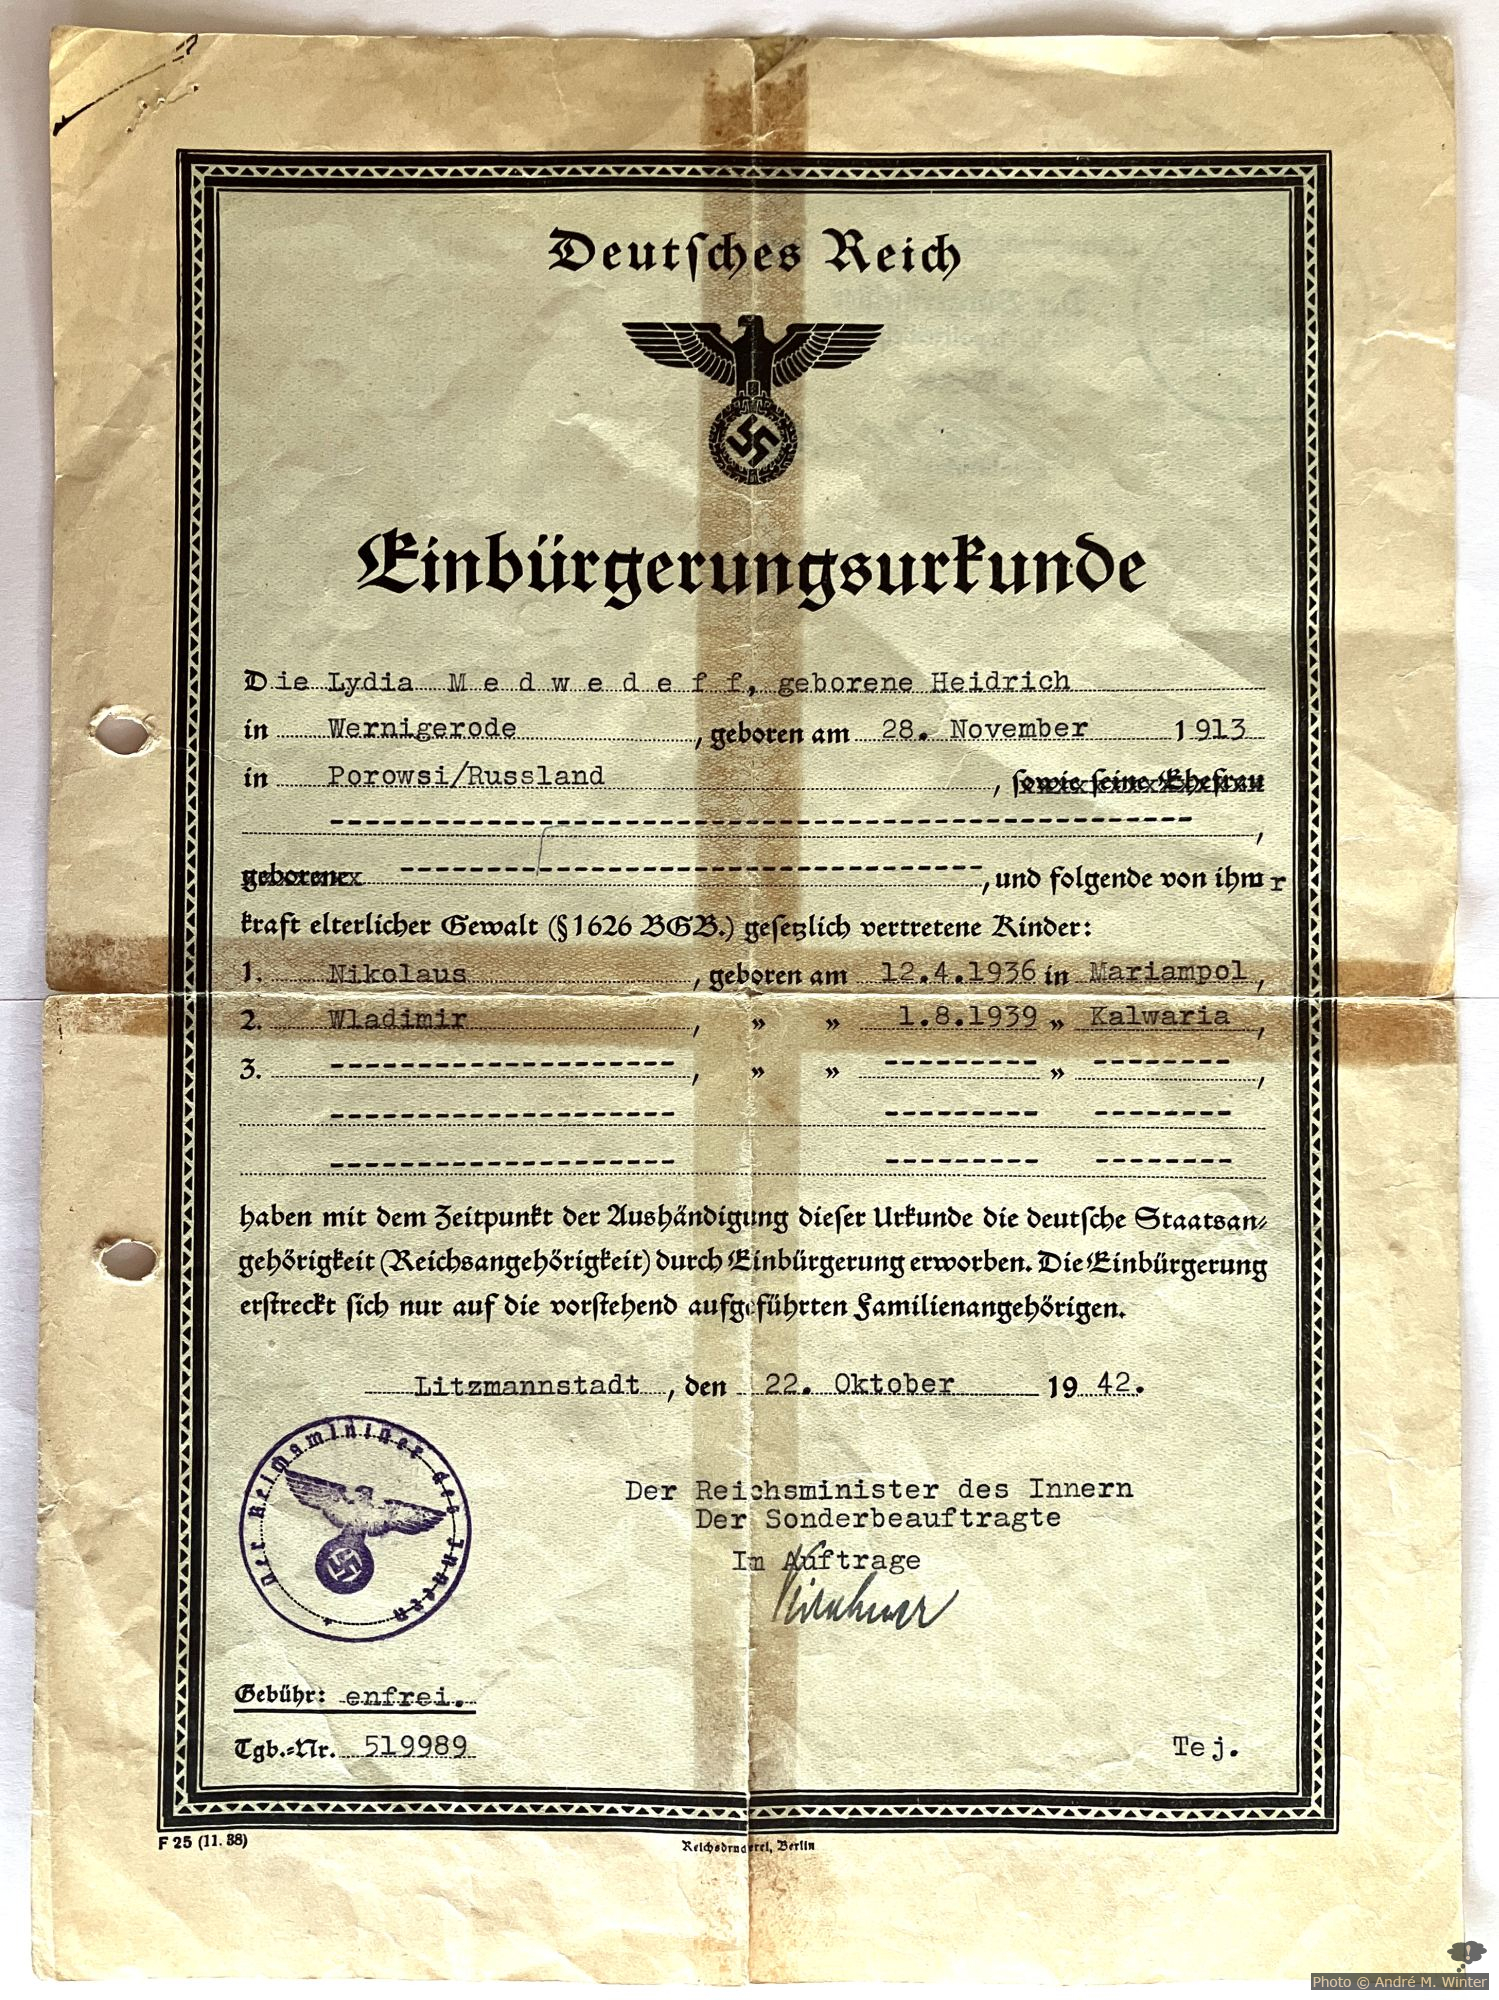 Deutsches Reich
Einbürgerungsurkunde
Die Lydia Medwedeff, geborene Heidrich
in Wernigerode, geboren am 28. November 1913
in Porowsi/Russland, sowie seine Ehefrau
geborene, und folgende von ihm r
kraft elterlicher Gewalt (§ 1626 BGB.) gesetzlich vertretene Kinder:
1. Nikolaus, geboren am 12.4.1936 in Mariampol,
2. Wladimir, " " 1.8.1939 " Kalwaria,
3. , " " "
haben mit dem Zeitpunkt der Aushändigung dieser Urkunde die deutsche Staatsan-
gehörigkeit (Reichsangehörigkeit) durch Einbürgerung erworben. Die Einbürgerung
erstreckt sich nur auf die vorstehend aufgeführten Familienangehörigen.
Litzmannstadt, den 22. Oktober 1942.
Der Reichsminister des Innern
Der Reichsminister des Innern
Der Sonderbeauftragte
Im Auftrage
Kirchner
Gebühr: enfrei.
Tgb.-Nr. 519989
Tej.
F 25 (11. 38)
Reichsdruckerei, Berlin
Photo © André M. Winter